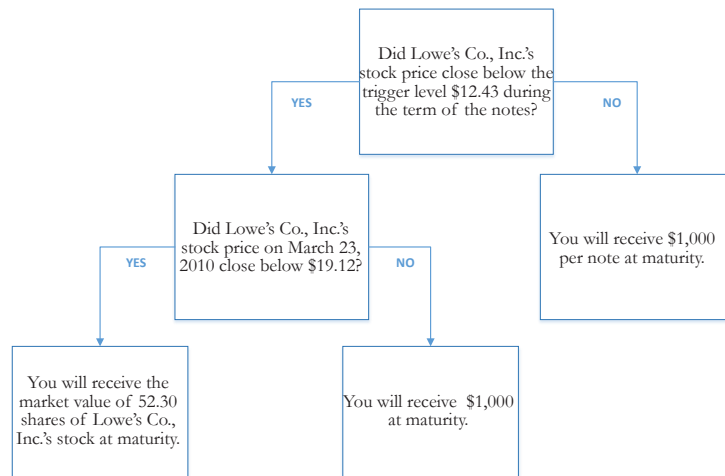 Did Lowe's Co., Inc.'s
stock price close below the
trigger level $12.43 during
the term of the notes?
YES
NO
Did Lowe's Co., Inc.'s
stock price on March 23,
2010 close below $19.12?
You will receive $1,000
per note at maturity.
YES
NO
You will receive the
market value of 52.30
shares of Lowe's Co.,
Inc.'s stock at maturity.
You will receive $1,000
at maturity.